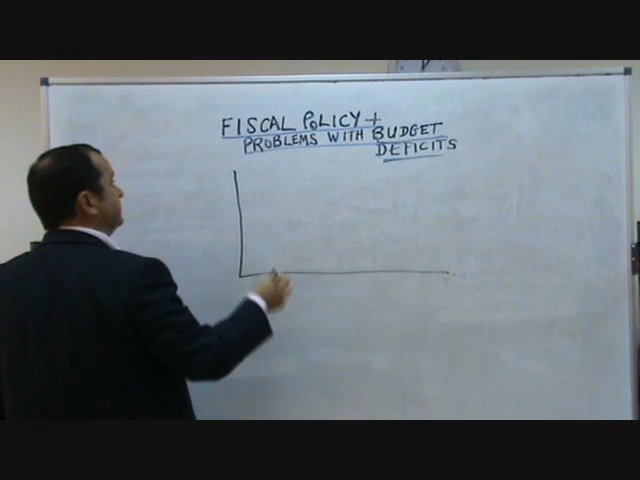 FISCAL POLICY +
PROBLEMS WITH BUDGET
DEFICITS